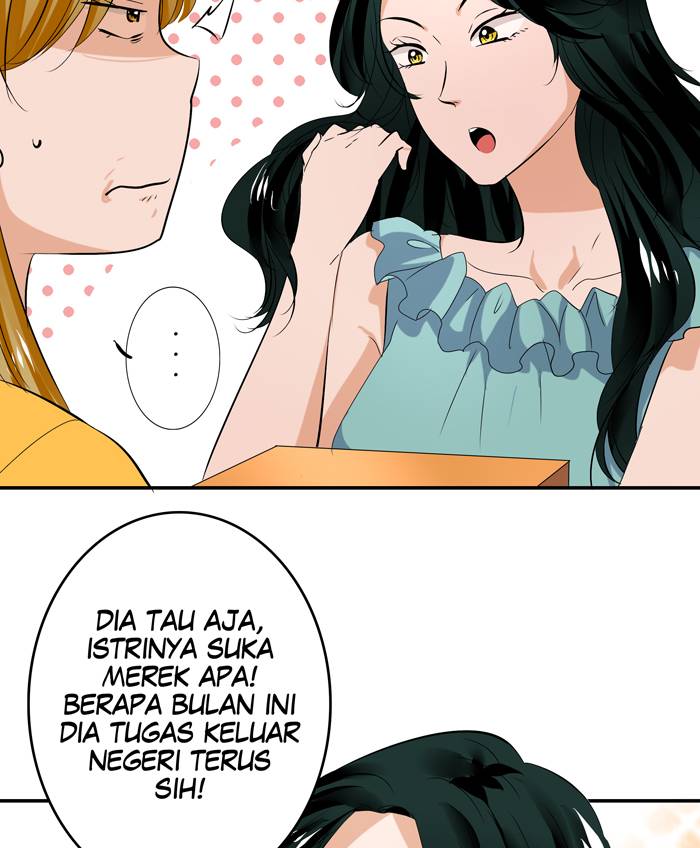 ...
DIA TAU AJA,
ISTRINYA SUKA
MEREK APA!
BERAPA BULAN INI
DIA TUGAS KELUAR
NEGERI TERUS
SIH!